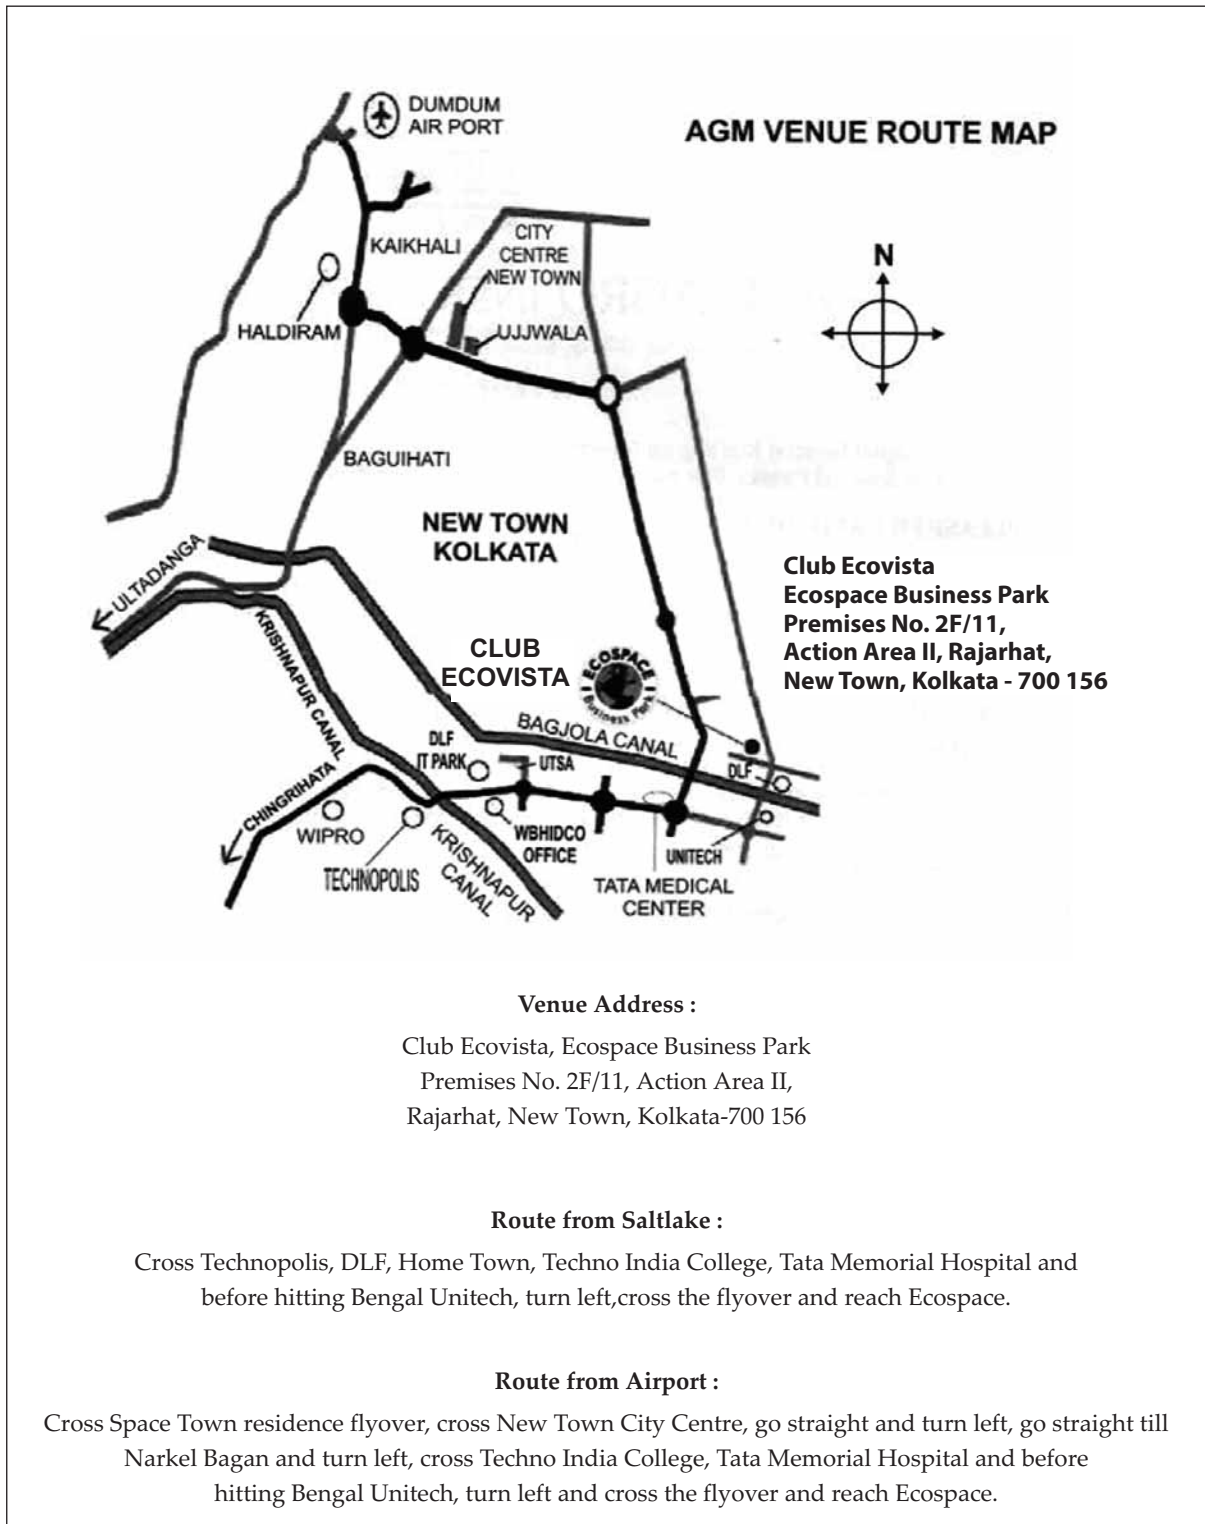 DUMDUM
AIR PORT
AGM VENUE ROUTE MAP
KAIKHALI
CITY
CENTRE
NEW TOWN
N
HALDIRAM
UJJWALA
BAGUIHATI
NEW TOWN
KOLKATA
ULTADANGA
Club Ecovista
Ecospace Business Park
Premises No. 2F/11,
Action Area II, Rajarhat,
New Town, Kolkata - 700 156
KRISHNAPUR CANAL
CLUB
ECOVISTA
ECOSPACE
Business Park
BAGJOLA CANAL
DLF
IT PARK
UTSA
DLF
CHINGRIHATA
WIPRO
TECHNOPOLIS
WBHIDCO
OFFICE
KRISHNAPUR
CANAL
UNITECH
TATA MEDICAL
CENTER
Venue Address :
Club Ecovista, Ecospace Business Park
Premises No. 2F/11, Action Area II,
Rajarhat, New Town, Kolkata-700 156
Route from Saltlake :
Cross Technopolis, DLF, Home Town, Techno India College, Tata Memorial Hospital and
before hitting Bengal Unitech, turn left,cross the flyover and reach Ecospace.
Route from Airport :
Cross Space Town residence flyover, cross New Town City Centre, go straight and turn left, go straight till
Narkel Bagan and turn left, cross Techno India College, Tata Memorial Hospital and before
hitting Bengal Unitech, turn left and cross the flyover and reach Ecospace.